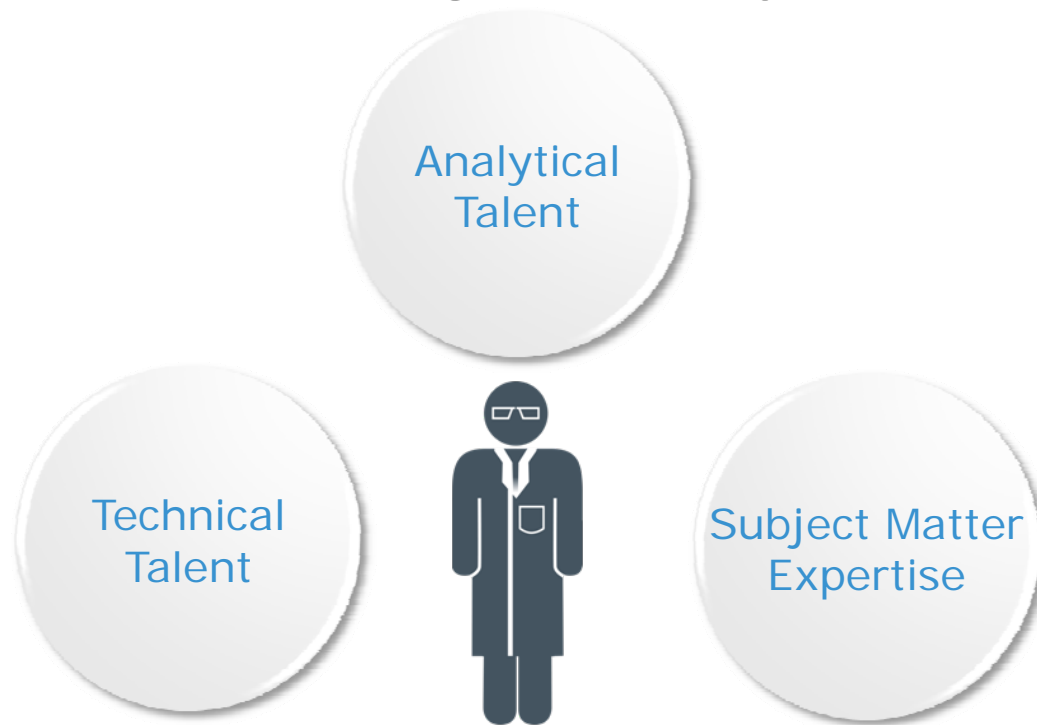 Analytical
Talent
Technical
Talent
Subject Matter
Expertise